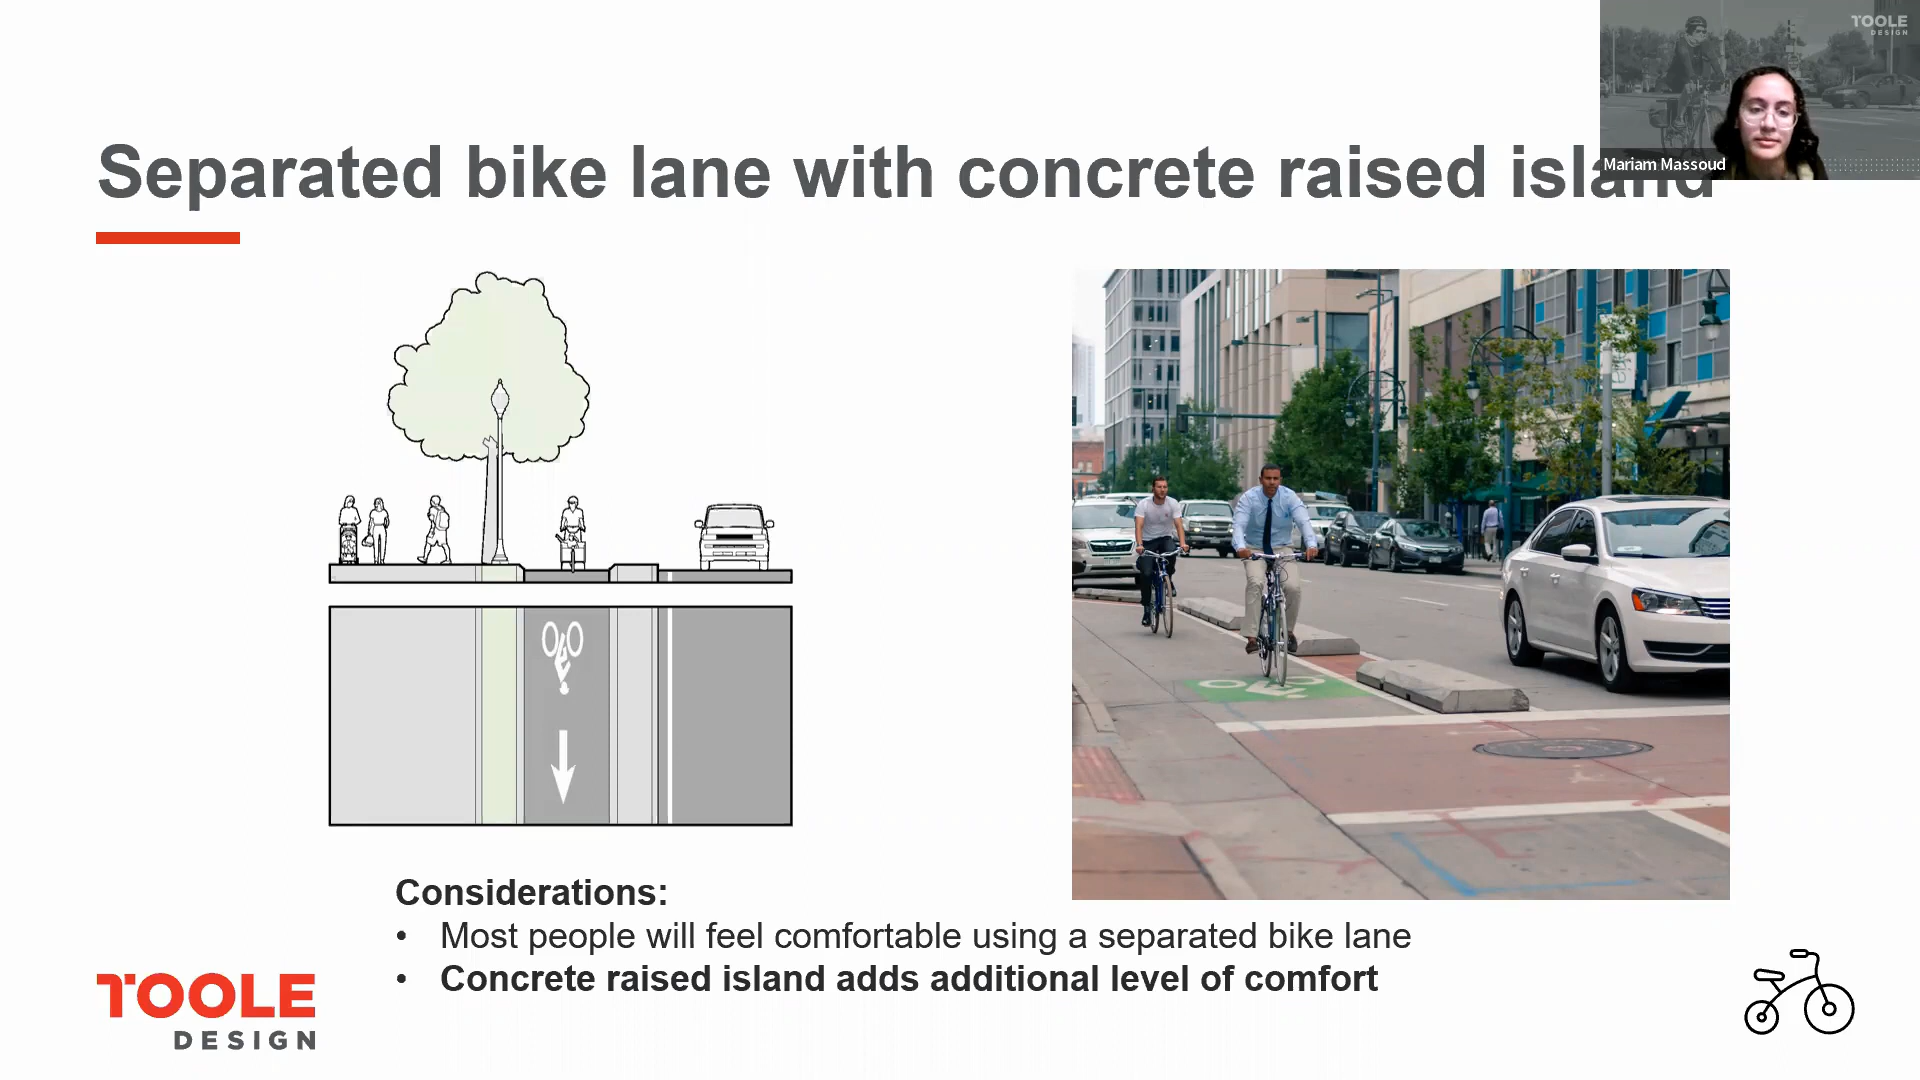 TOOLE
DESIGN
Mariam Massoud
Separated bike lane with concrete raised island
Considerations:
• Most people will feel comfortable using a separated bike lane
• Concrete raised island adds additional level of comfort
TOOLE
DESIGN